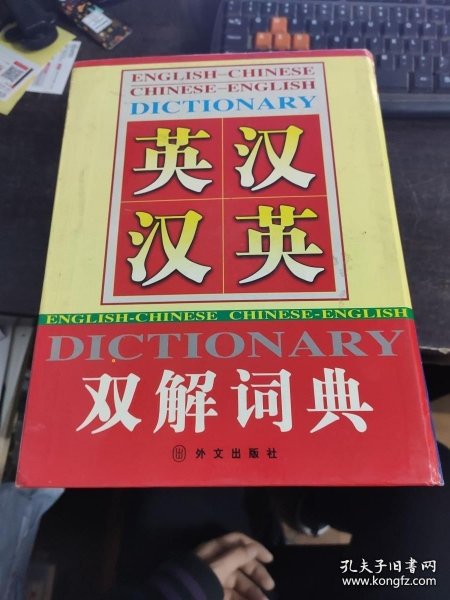 ENGLISH-CHINESE
CHINESE-ENGLISH
DICTIONARY
英汉
汉英
ENGLISH-CHINESE CHINESE-ENGLISH
DICTIONARY
双解词典
外文出版社
孔夫子旧书网
www.kongfz.com